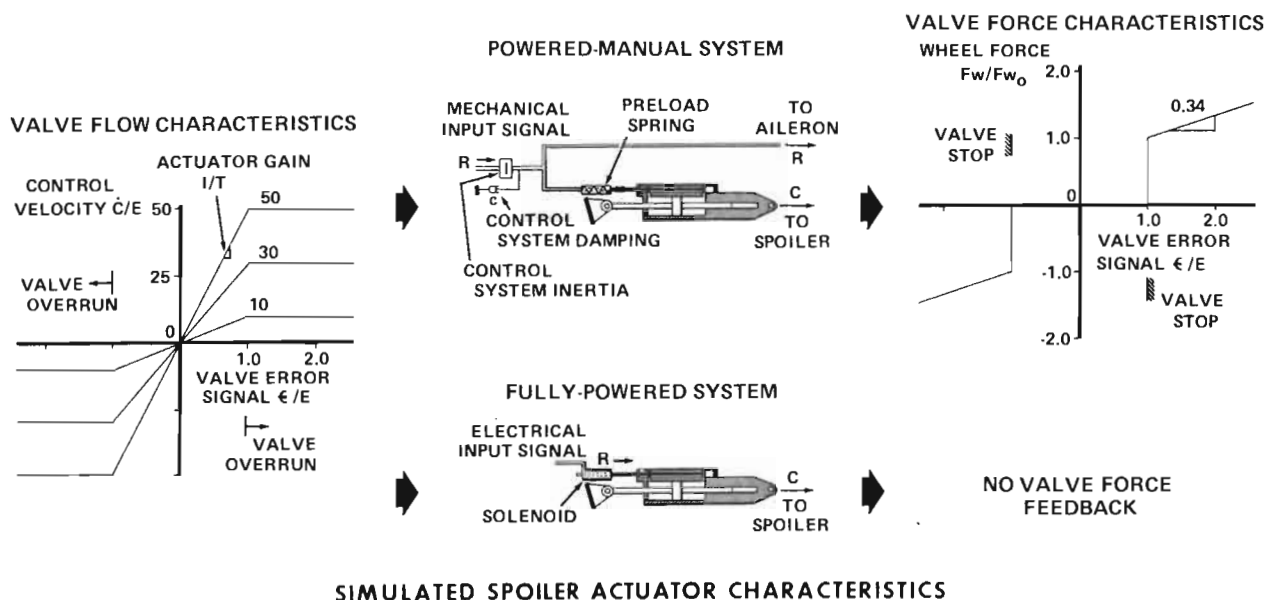 VALVE FLOW CHARACTERISTICS
ACTUATOR GAIN
I/T
CONTROL
VELOCITY Ċ/E
50
50
30
25
10
0
VALVE
OVERRUN
1.0 2.0
VALVE ERROR
SIGNAL ϵ/E
VALVE
OVERRUN
POWERED-MANUAL SYSTEM
MECHANICAL
INPUT SIGNAL
PRELOAD
SPRING
TO
AILERON
R
R
I
C
C
TO
SPOILER
CONTROL
SYSTEM DAMPING
CONTROL
SYSTEM INERTIA
FULLY-POWERED SYSTEM
ELECTRICAL
INPUT SIGNAL
R
C
TO
SPOILER
SOLENOID
VALVE FORCE CHARACTERISTICS
WHEEL FORCE
Fw/Fwo
2.0
0.34
VALVE
STOP
1.0
0
1.0 2.0
VALVE ERROR
SIGNAL ϵ/E
-1.0
VALVE
STOP
-2.0
NO VALVE FORCE
FEEDBACK
SIMULATED SPOILER ACTUATOR CHARACTERISTICS